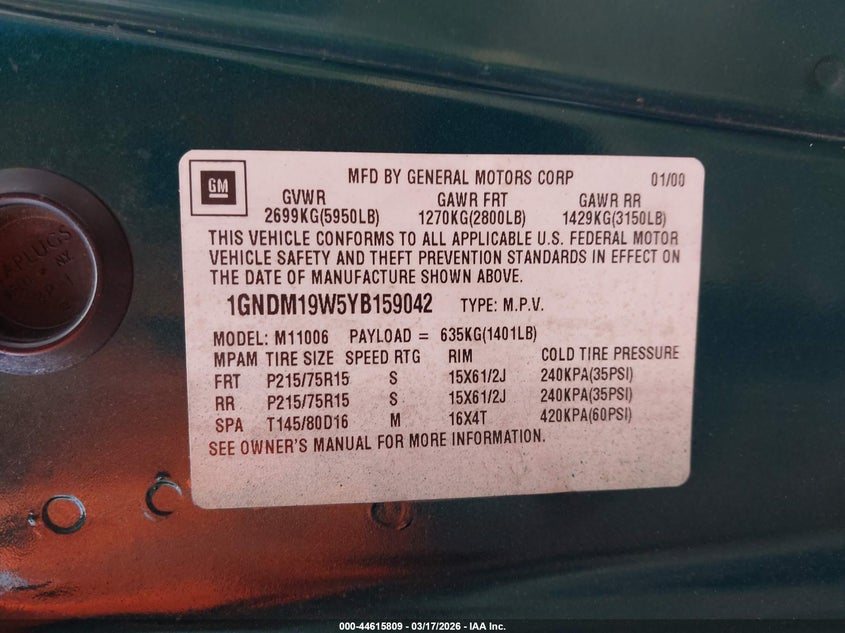 GM
MFD BY GENERAL MOTORS CORP 01/00
GVWR GAWR FRT GAWR RR
2699KG(5950LB) 1270KG(2800LB) 1429KG(3150LB)
THIS VEHICLE CONFORMS TO ALL APPLICABLE U.S. FEDERAL MOTOR
VEHICLE SAFETY AND THEFT PREVENTION STANDARDS IN EFFECT ON
THE DATE OF MANUFACTURE SHOWN ABOVE.
1GNDM19W5YB159042 TYPE: M.P.V.
MODEL: M11006 PAYLOAD = 635KG(1401LB)
MPAM TIRE SIZE SPEED RTG RIM COLD TIRE PRESSURE
FRT P215/75R15 S 15X61/2J 240KPA(35PSI)
RR P215/75R15 S 15X61/2J 240KPA(35PSI)
SPA T145/80D16 M 16X4T 420KPA(60PSI)
SEE OWNER'S MANUAL FOR MORE INFORMATION.
000-44615809 - 03/17/2026 - IAA Inc.